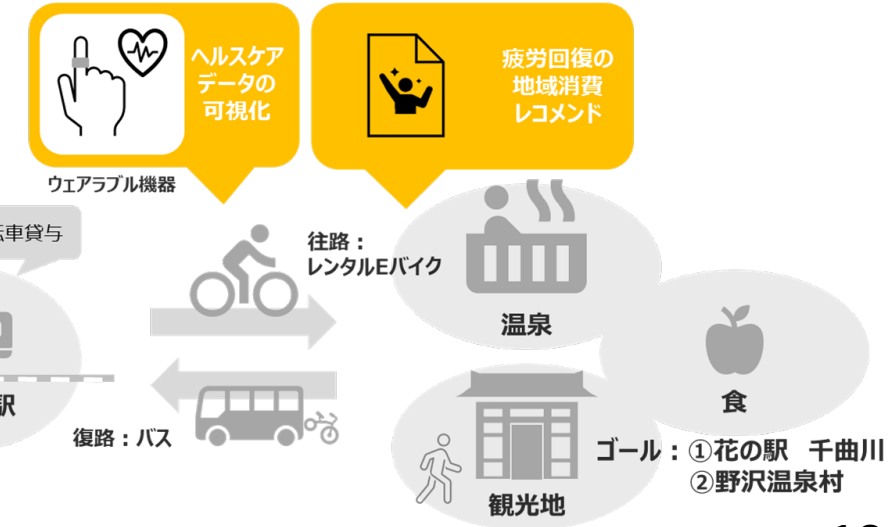 ヘルスケア
データの
可視化
疲労回復の
地域消費
レコメンド
ウェアラブル機器
車貸与
往路：
レンタルEバイク
温泉
駅
食
復路：バス
ゴール：①花の駅　千曲川
②野沢温泉村
観光地